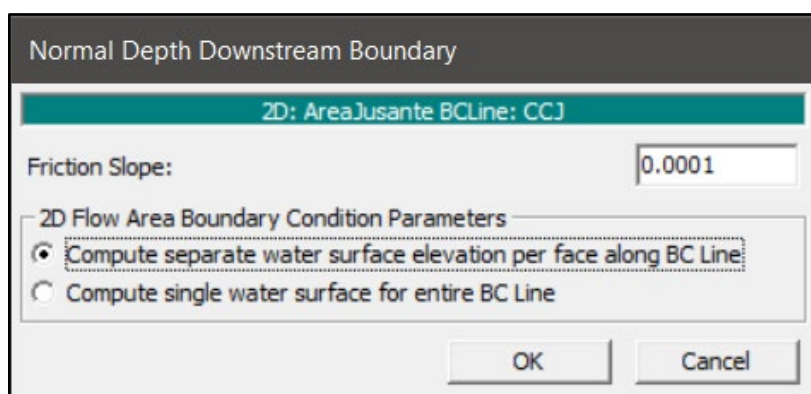 Normal Depth Downstream Boundary
2D: AreaJusante BCLine: CCJ
Friction Slope: 0.0001
2D Flow Area Boundary Condition Parameters
Compute separate water surface elevation per face along BC Line
Compute single water surface for entire BC Line
OK Cancel